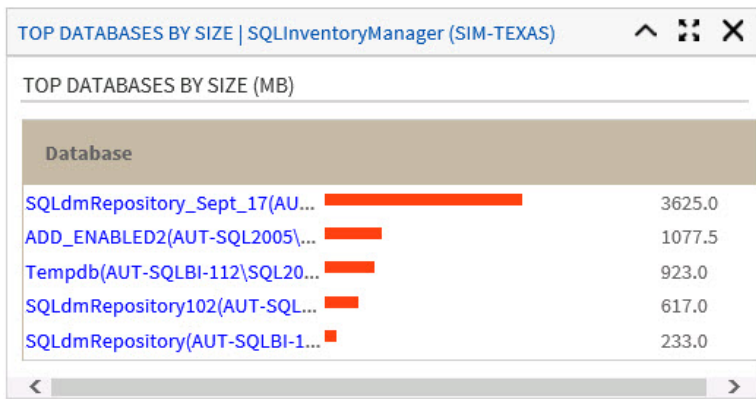 TOP DATABASES BY SIZE | SQLInventoryManager (SIM-TEXAS)
TOP DATABASES BY SIZE (MB)
Database
SQLdmRepository_Sept_17(AU... 3625.0
ADD_ENABLED2(AUT-SQL2005\... 1077.5
Tempdb(AUT-SQLBI-112\SQL20... 923.0
SQLdmRepository102(AUT-SQL... 617.0
SQLdmRepository(AUT-SQLBI-1... 233.0